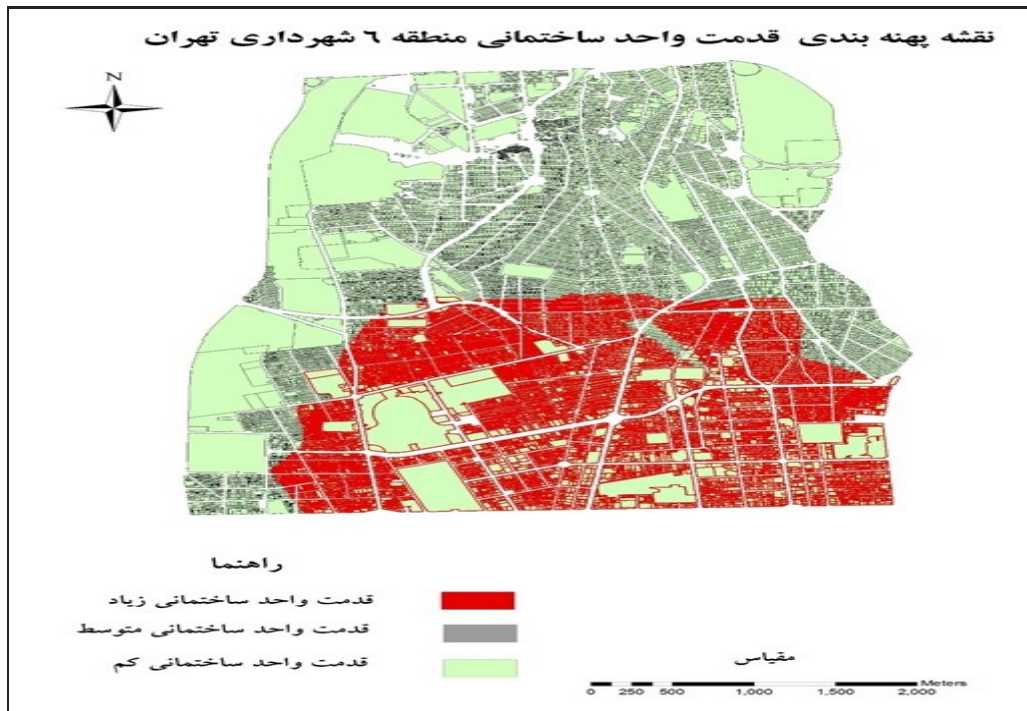 نقشه پهنه بندی قدمت واحد ساختمانی منطقه ٦ شهرداری تهران
N
راهنما
قدمت واحد ساختمانی زیاد
قدمت واحد ساختمانی متوسط
قدمت واحد ساختمانی کم
مقیاس
0 250 500 1,000 1,500 2,000 Meters